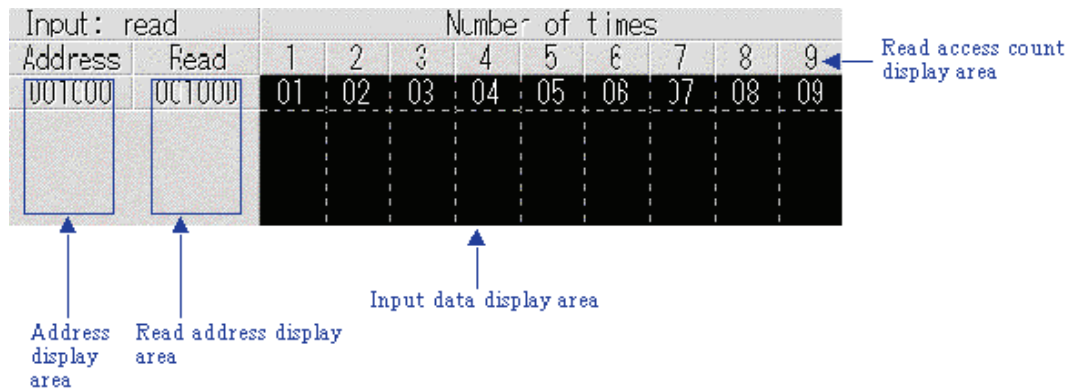 Input: read Number of times
Address Read 1 2 3 4 5 6 7 8 9
01 02 03 04 05 06 07 08 09
Read access count
display area
Input data display area
Address
display
area
Read address display
area